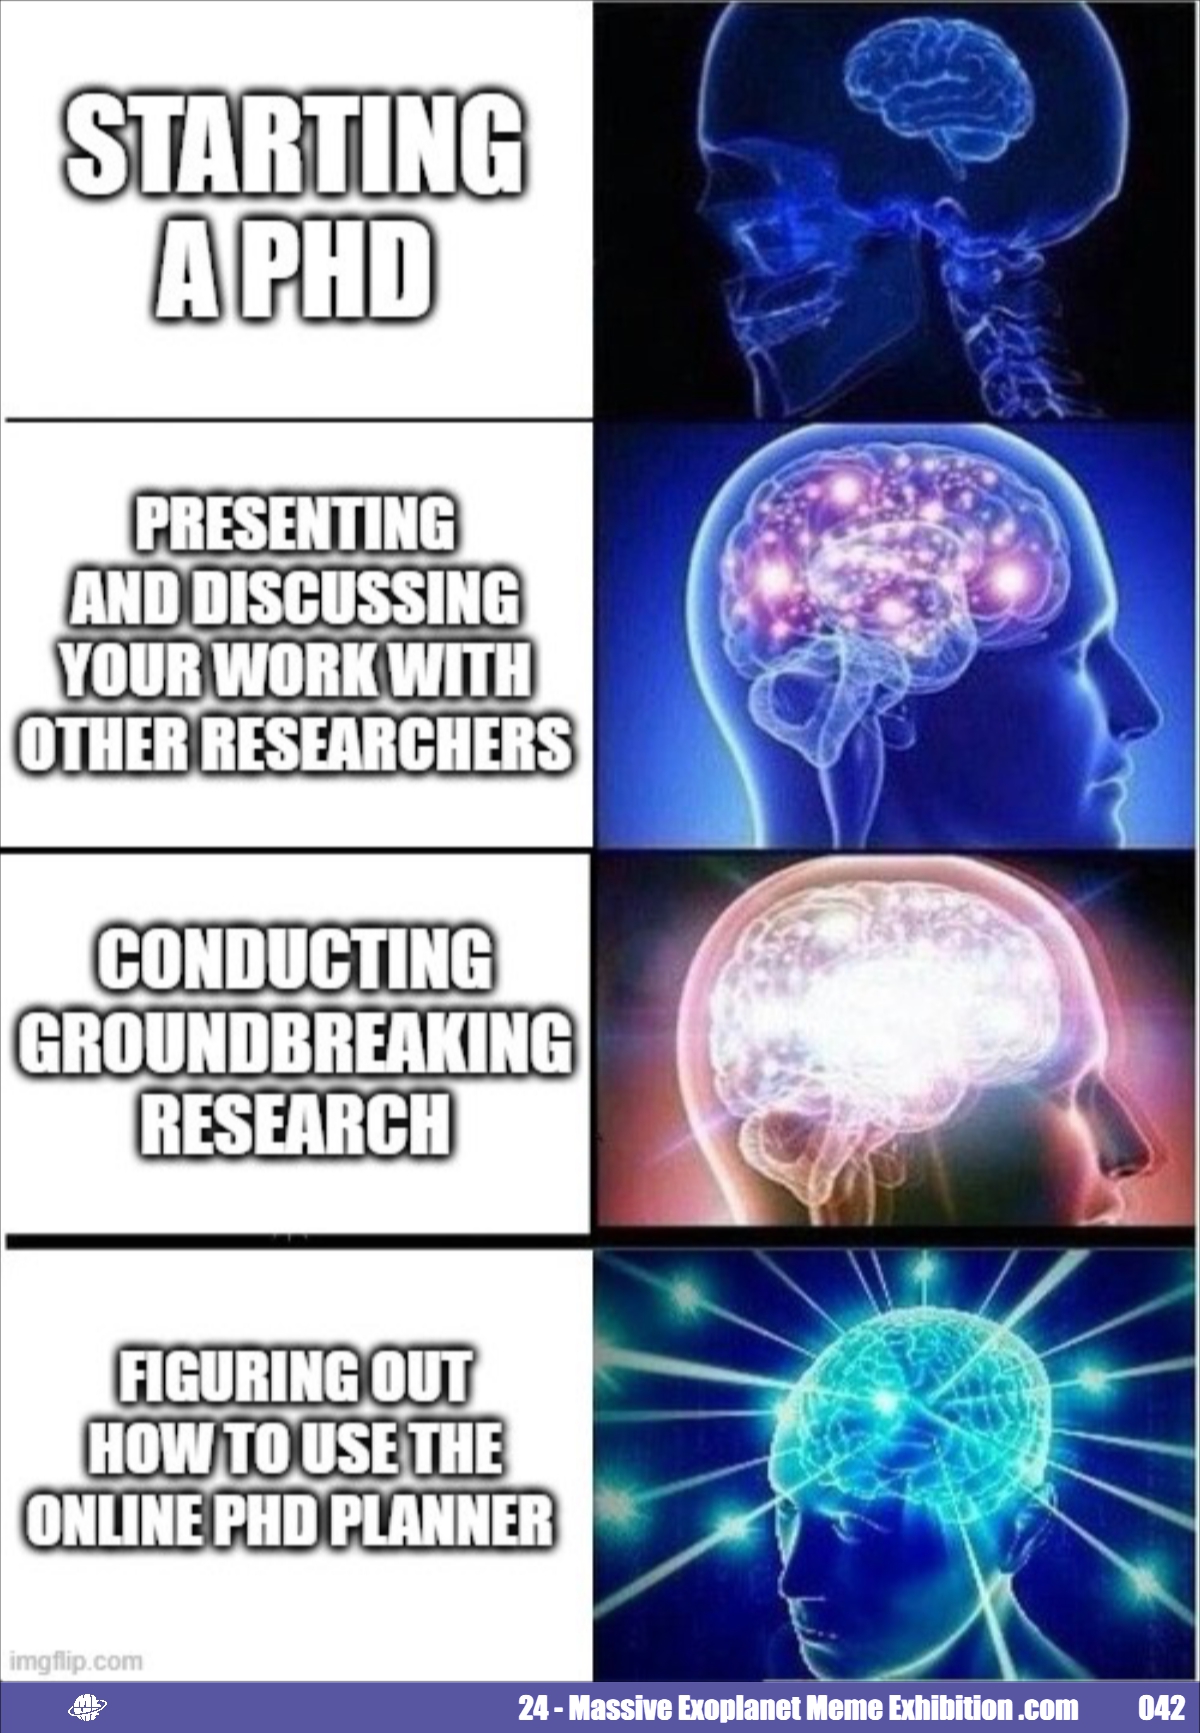 STARTING
A PHD
PRESENTING
AND DISCUSSING
YOUR WORK WITH
OTHER RESEARCHERS
CONDUCTING
GROUNDBREAKING
RESEARCH
FIGURING OUT
HOW TO USE THE
ONLINE PHD PLANNER
imgflip.com
24 - Massive Exoplanet Meme Exhibition .com 042